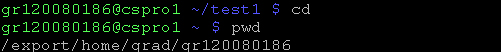 gr120080186@cspro1 ~/test1 $ cd
gr120080186@cspro1 ~ $ pwd
/export/home/grad/gr120080186